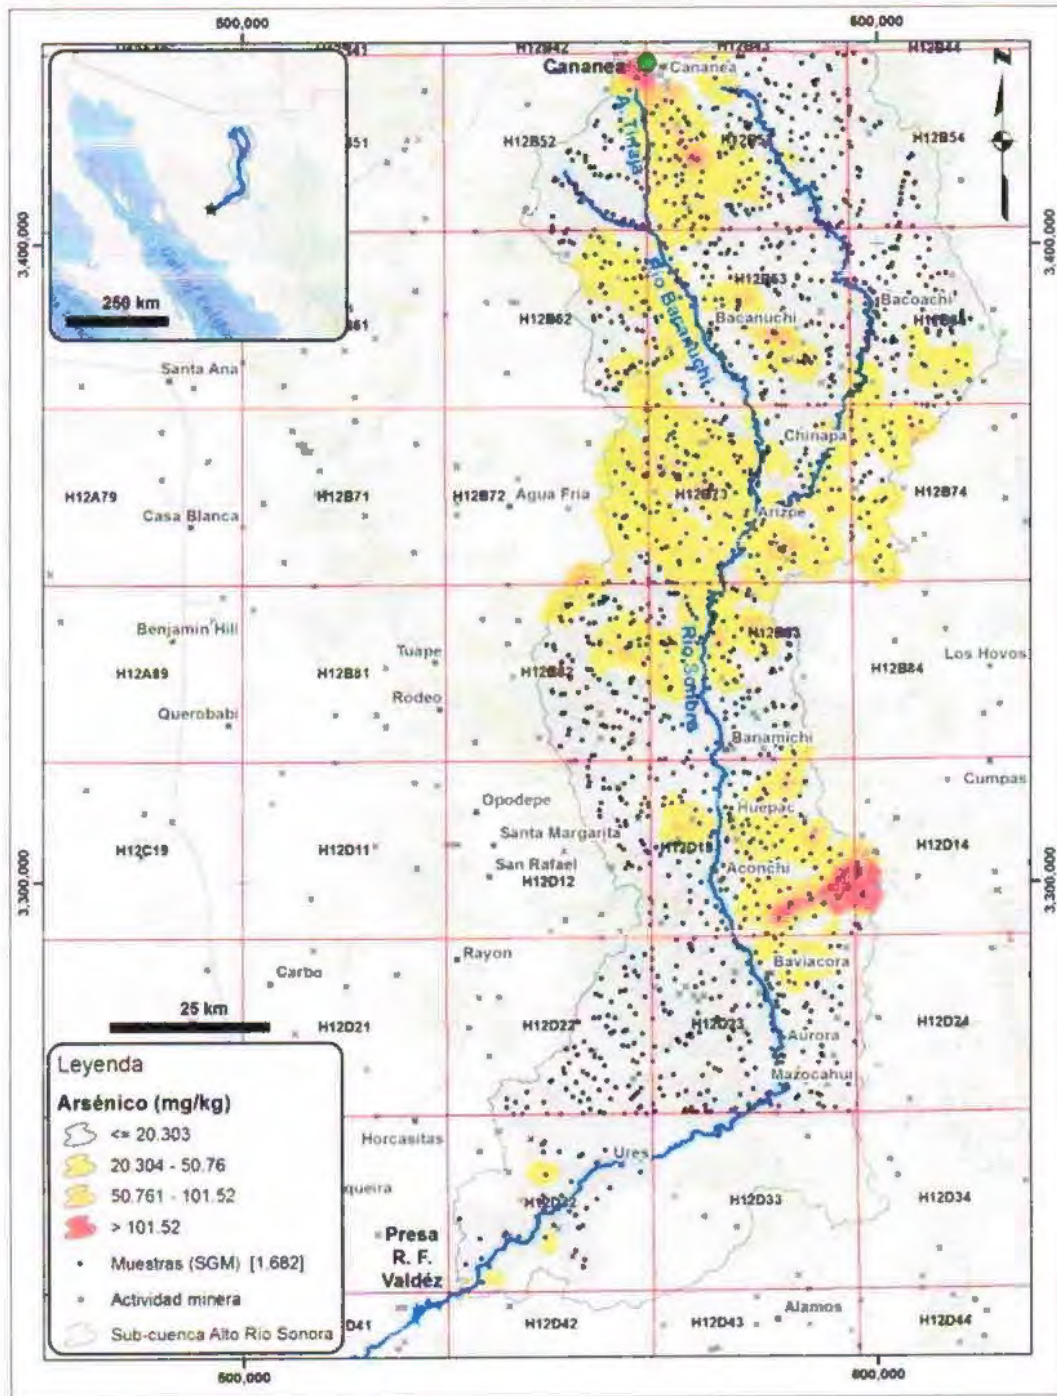 500,000
600,000
H12B42
H12B43
H12B44
Cananea
Cananea
H12B52
H12B54
A. Tinaja
3,400,000
3,400,000
250 km
H12B63
Bacoachi
Río Bacanuchi
Bacanuchi
H12B62
Santa Ana
Chinapa
H12A79
H12B71
H12B72
Agua Fria
H12B73
H12B74
Casa Blanca
Arizpe
Benjamin Hill
H12B83
Tuape
Los Hoyos
H12A89
H12B81
H12B82
H12B84
Rodeo
Río Sonora
Querobabi
Banamichi
Cumpas
Opodepe
Huepac
Santa Margarita
H12C19
H12D11
H12D14
San Rafael
Aconchi
H12D12
3,300,000
3,300,000
Rayon
Baviacora
Carbo
25 km
H12D21
H12D22
H12D23
H12D24
Aurora
Mazocahui
Leyenda
Arsénico (mg/kg)
<= 20.303
20.304 - 50.76
50.761 - 101.52
> 101.52
Muestras (SGM) [1,682]
Actividad minera
Sub-cuenca Alto Río Sonora
Horcasitas
Ures
queira
H12D33
H12D34
Presa
R. F.
Valdéz
Alamos
D41
H12D42
H12D43
H12D44
500,000
600,000